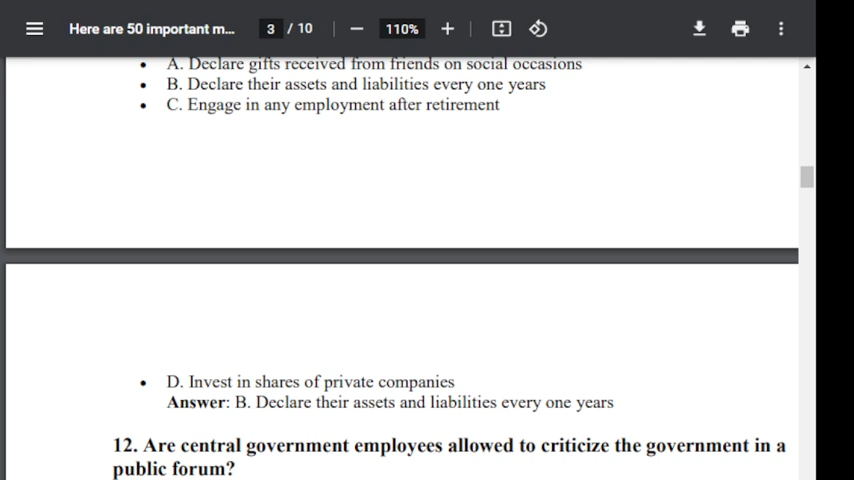 Here are 50 important m... 3 / 10 110%
• A. Declare gifts received from friends on social occasions
• B. Declare their assets and liabilities every one years
• C. Engage in any employment after retirement
• D. Invest in shares of private companies
Answer: B. Declare their assets and liabilities every one years
12. Are central government employees allowed to criticize the government in a
public forum?